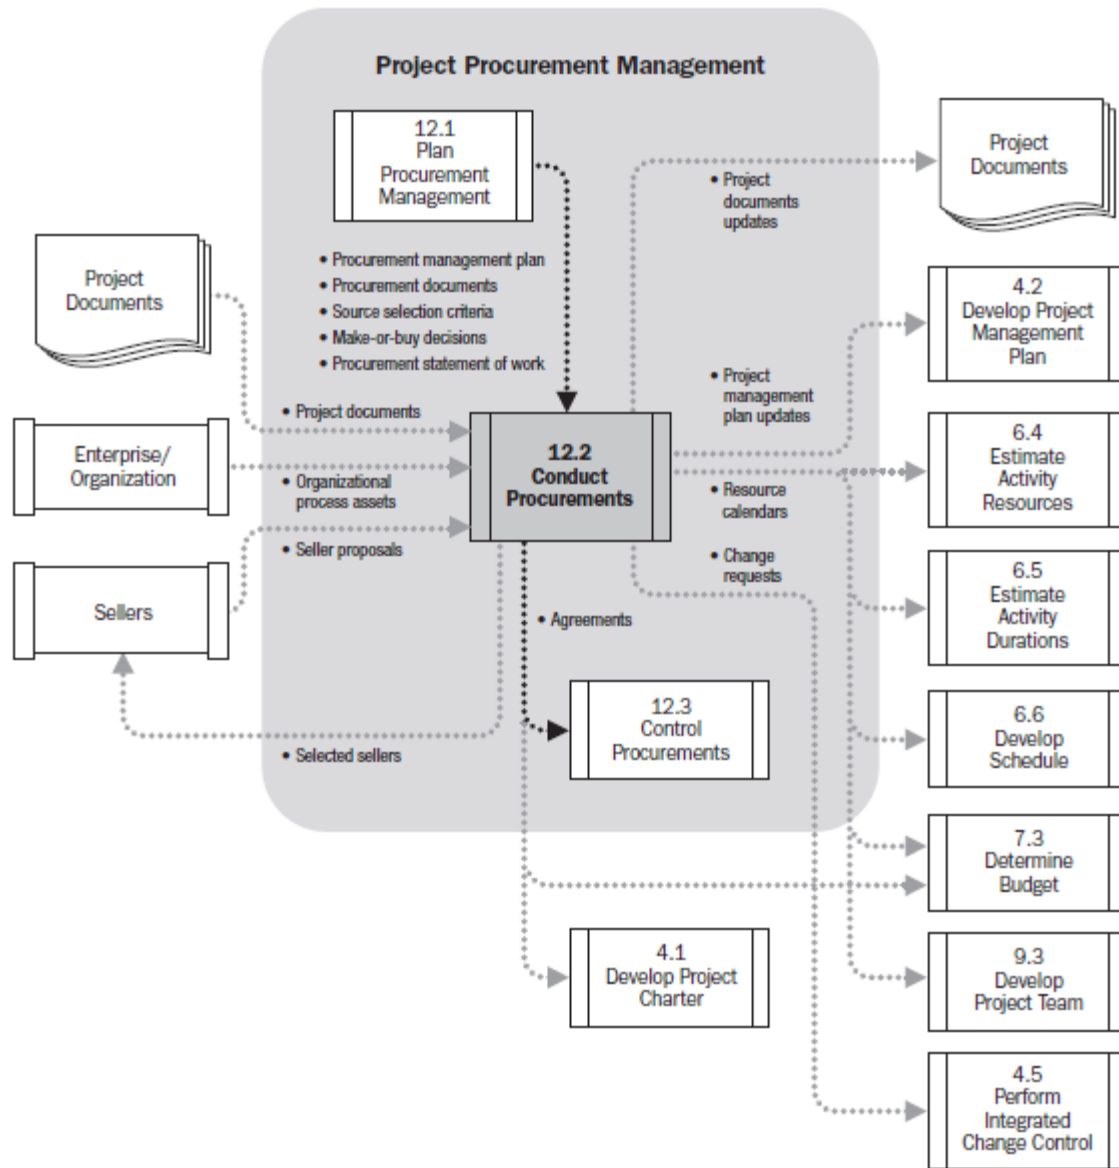 Project Procurement Management
12.1
Plan
Procurement
Management
Project
Documents
• Project
documents
updates
• Procurement management plan
• Procurement documents
• Source selection criteria
• Make-or-buy decisions
• Procurement statement of work
Project
Documents
4.2
Develop Project
Management
Plan
• Project
management
plan updates
• Project documents
Enterprise/
Organization
• Organizational
process assets
12.2
Conduct
Procurements
• Resource
calendars
6.4
Estimate
Activity
Resources
• Seller proposals
• Change
requests
Sellers
• Agreements
6.5
Estimate
Activity
Durations
12.3
Control
Procurements
• Selected sellers
6.6
Develop
Schedule
7.3
Determine
Budget
4.1
Develop Project
Charter
9.3
Develop
Project Team
4.5
Perform
Integrated
Change Control